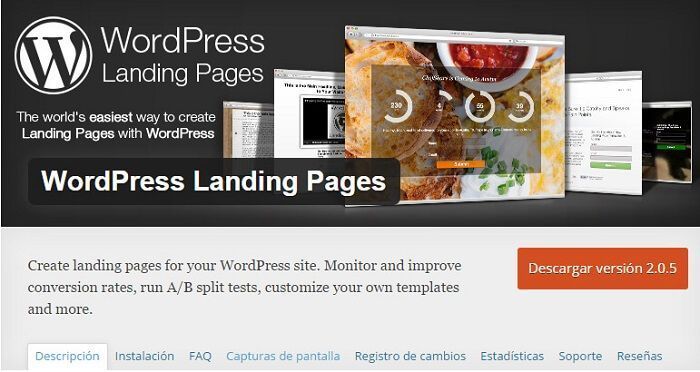 WordPress
Landing Pages
The world's easiest way to create
Landing Pages with WordPress
230
4
55
39
WordPress Landing Pages
Create landing pages for your WordPress site. Monitor and improve
conversion rates, run A/B split tests, customize your own templates
and more.
Descargar versión 2.0.5
Descripción Instalación FAQ Capturas de pantalla Registro de cambios Estadísticas Soporte Reseñas